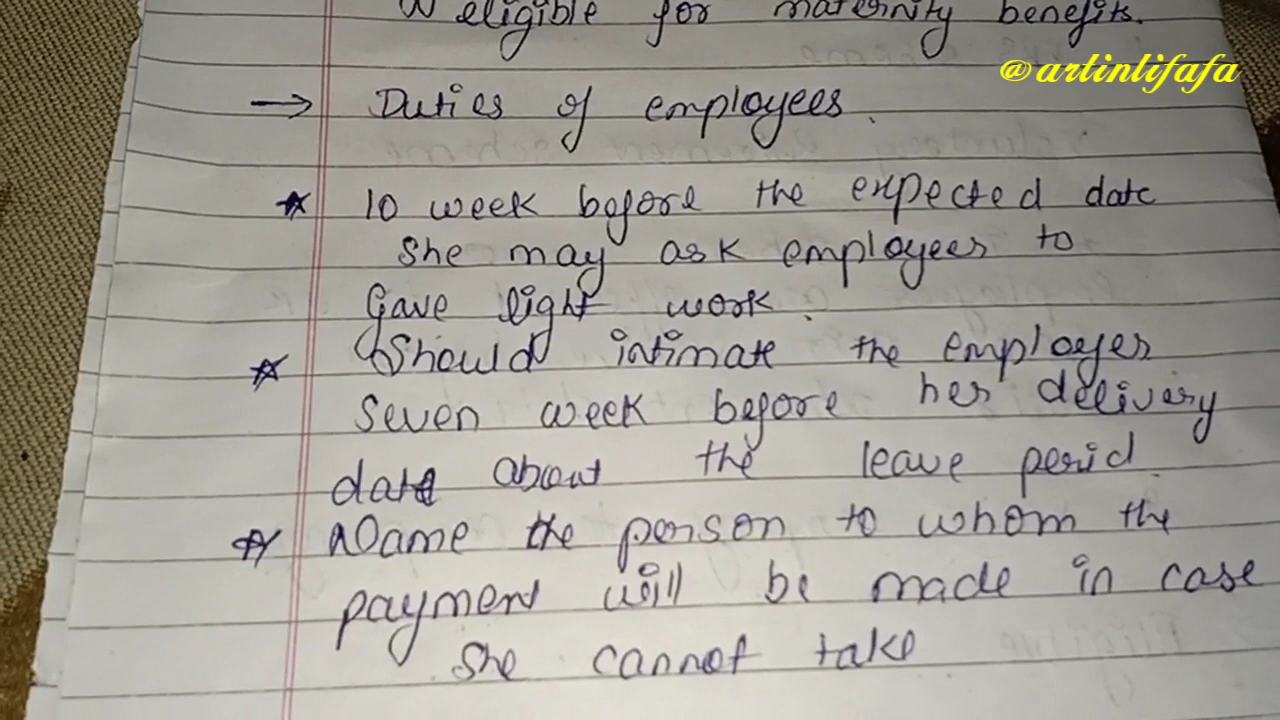 eligible for maternity benefits.
@artinlifafa
→ Duties of employees.
☆ 10 week before the expected date
she may ask employees to
Gave light work.
☆ Should intimate the employer
seven week before her delivery
date about the leave perid.
☆ Name the person to whom the
payment will be made in case
she cannot take